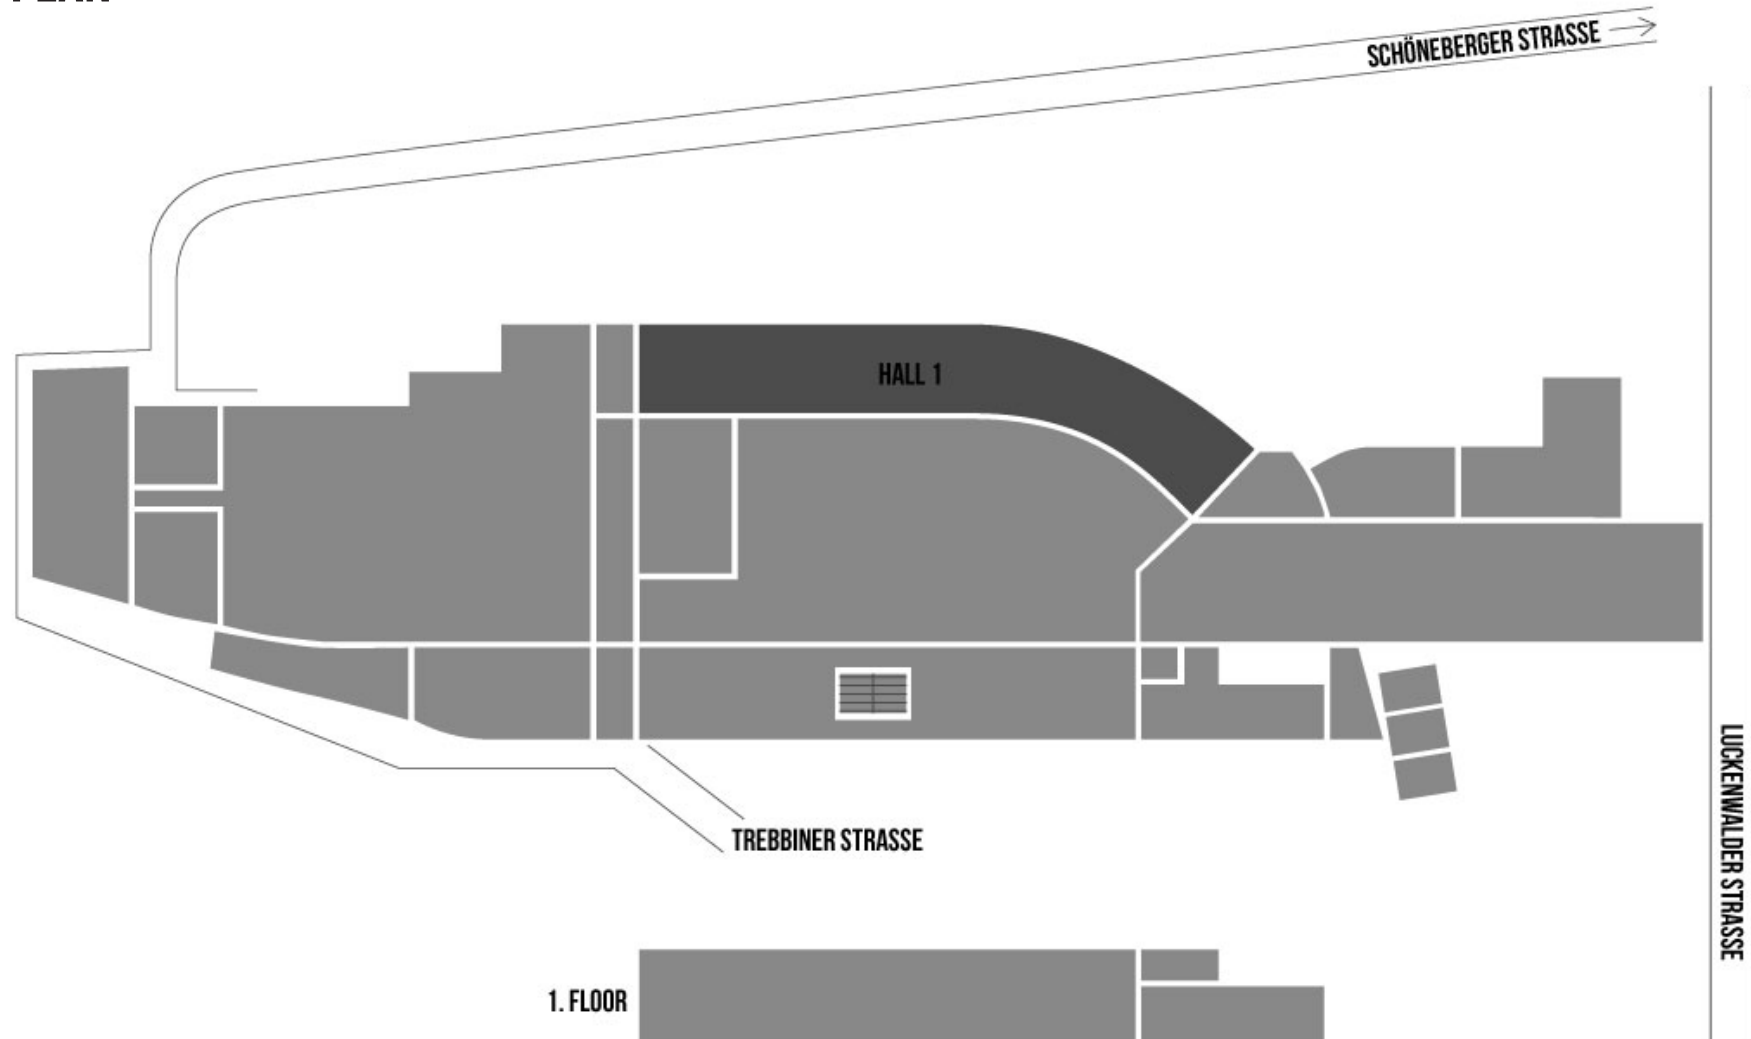 SCHÖNEBERGER STRASSE
HALL 1
LUCKENWALDER STRASSE
TREBBINER STRASSE
1. FLOOR